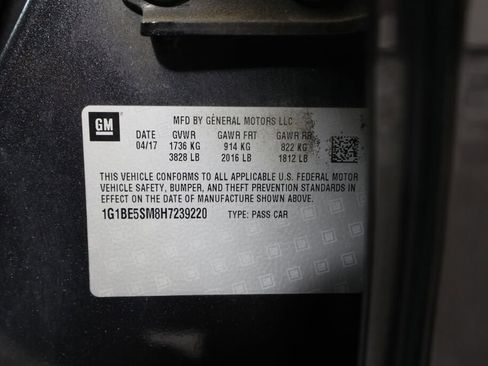 GM
MFD BY GENERAL MOTORS LLC
DATE GVWR GAWR FRT GAWR RR
04/17 1736 KG 914 KG 822 KG
3828 LB 2016 LB 1812 LB
THIS VEHICLE CONFORMS TO ALL APPLICABLE U.S. FEDERAL MOTOR
VEHICLE SAFETY, BUMPER, AND THEFT PREVENTION STANDARDS IN
EFFECT ON THE DATE OF MANUFACTURE SHOWN ABOVE.
1G1BE5SM8H7239220 TYPE: PASS CAR